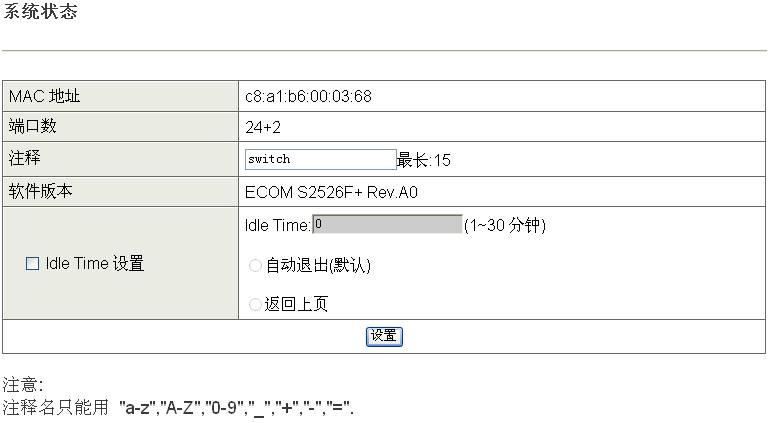 系统状态
MAC 地址 c8:a1:b6:00:03:68
端口数 24+2
注释 switch 最长:15
软件版本 ECOM S2526F+ Rev.A0
Idle Time:0 (1~30 分钟)
Idle Time 设置 自动退出(默认)
返回上页
设置
注意:
注释名只能用 "a-z","A-Z","0-9","_","+","-","=".